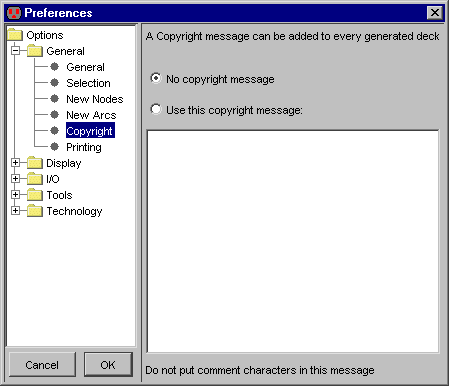 Preferences
Options
General
General
Selection
New Nodes
New Arcs
Copyright
Printing
Display
I/O
Tools
Technology
Cancel
OK
A Copyright message can be added to every generated deck
No copyright message
Use this copyright message:
Do not put comment characters in this message